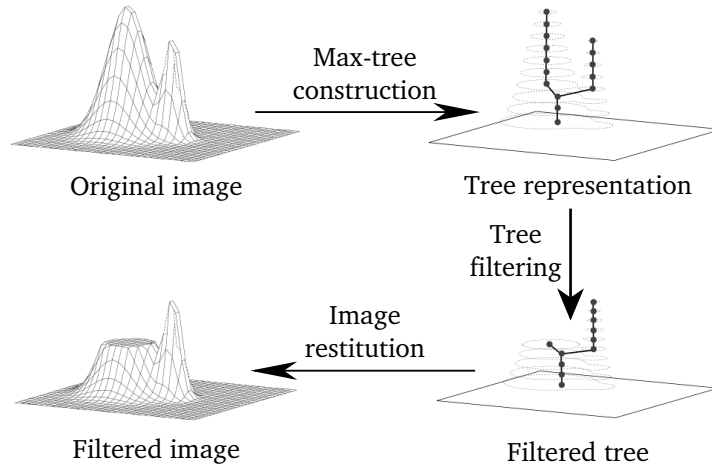 Max-tree
construction
Original image
Tree representation
Tree
filtering
Image
restitution
Filtered image
Filtered tree